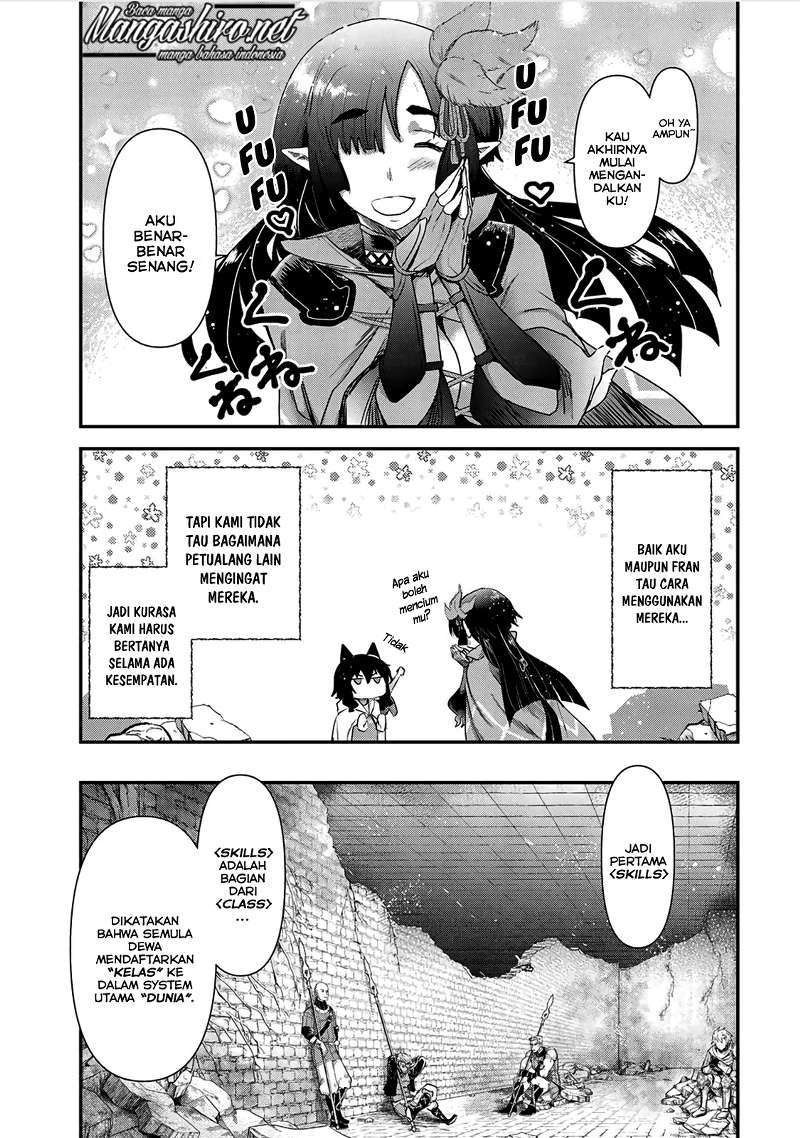 Baca manga
Mangashiro.net
manga bahasa indonesia
OH YA
AMPUN~
KAU
AKHIRNYA
MULAI
MENGAN-
DALKAN
KU!
U
FU
FU
U
FU
FU
AKU
BENAR-
BENAR
SENANG!
くねくね
くねくね
BAIK AKU
MAUPUN FRAN
TAU CARA
MENGGUNAKAN
MEREKA...
Apa aku
boleh
mencium
mu?
Tidak
TAPI KAMI TIDAK
TAU BAGAIMANA
PETUALANG LAIN
MENGINGAT
MEREKA.
JADI KURASA
KAMI HARUS
BERTANYA
SELAMA ADA
KESEMPATAN.
JADI
PERTAMA
<SKILLS>
<SKILLS>
ADALAH
BAGIAN
DARI
<CLASS>
...
DIKATAKAN
BAHWA SEMULA
DEWA
MENDAFTARKAN
"KELAS" KE
DALAM SYSTEM
UTAMA "DUNIA".